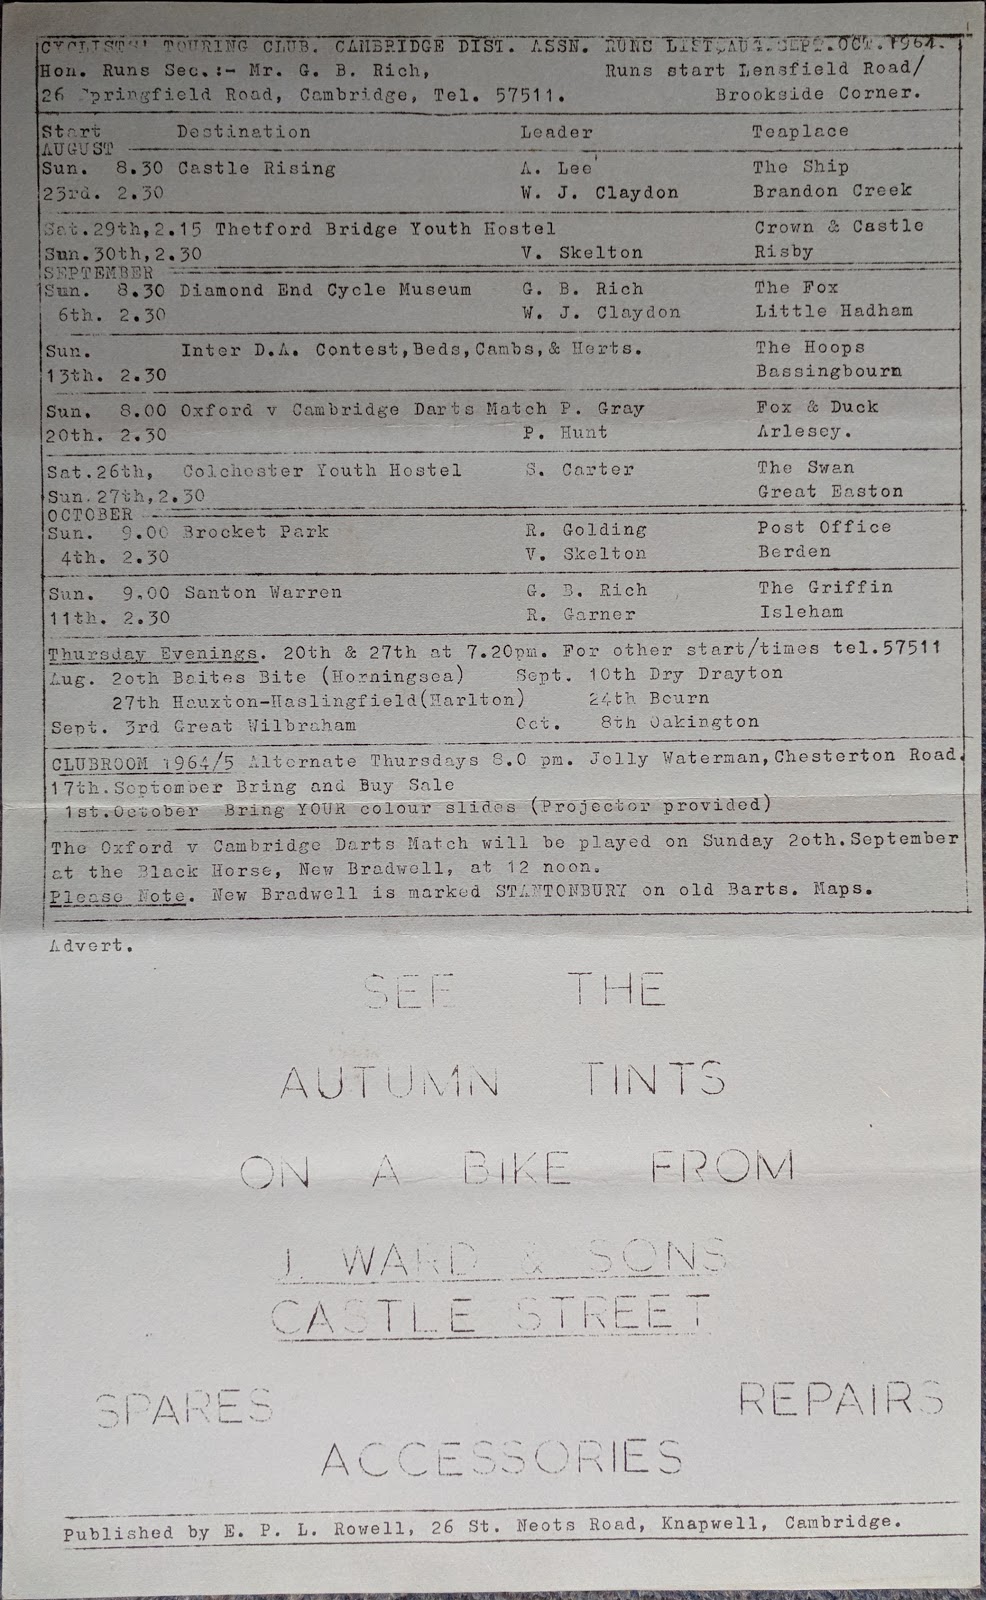 CYCLISTS' TOURING CLUB. CAMBRIDGE DIST. ASSN. RUNS LIST, AUG. SEPT. OCT. 1964.
Hon. Runs Sec.:- Mr. G. B. Rich, Runs start Lensfield Road/
26 Springfield Road, Cambridge, Tel. 57511. Brookside Corner.
Start Destination Leader Teaplace
AUGUST
Sun. 8.30 Castle Rising A. Lee The Ship
23rd. 2.30 W. J. Claydon Brandon Creek
Sat.29th,2.15 Thetford Bridge Youth Hostel Crown & Castle
Sun.30th,2.30 V. Skelton Risby
SEPTEMBER
Sun. 8.30 Diamond End Cycle Museum G. B. Rich The Fox
6th. 2.30 W. J. Claydon Little Hadham
Sun. Inter D.A. Contest,Beds,Cambs,& Herts. The Hoops
13th. 2.30 Bassingbourn
Sun. 8.00 Oxford v Cambridge Darts Match P. Gray Fox & Duck
20th. 2.30 P. Hunt Arlesey.
Sat.26th, Colchester Youth Hostel S. Carter The Swan
Sun.27th,2.30 Great Easton
OCTOBER
Sun. 9.00 Brocket Park R. Golding Post Office
4th. 2.30 V. Skelton Berden
Sun. 9.00 Santon Warren G. B. Rich The Griffin
11th. 2.30 R. Garner Isleham
Thursday Evenings. 20th & 27th at 7.20pm. For other start/times tel.57511
Aug. 2oth Baites Bite (Horningsea) Sept. 10th Dry Drayton
27th Hauxton-Haslingfield(Harlton) 24th Bourn
Sept. 3rd Great Wilbraham Oct. 8th Oakington
CLUBROOM 1964/5 Alternate Thursdays 8.0 pm. Jolly Waterman,Chesterton Road.
17th.September Bring and Buy Sale
1st.October Bring YOUR colour slides (Projector provided)
The Oxford v Cambridge Darts Match will be played on Sunday 2oth.September
at the Black Horse, New Bradwell, at 12 noon.
Please Note. New Bradwell is marked STANTONBURY on old Barts. Maps.
Advert.
SEE THE
AUTUMN TINTS
ON A BIKE FROM
J. WARD & SONS
CASTLE STREET
SPARES REPAIRS
ACCESSORIES
Published by E. P. L. Rowell, 26 St. Neots Road, Knapwell, Cambridge.